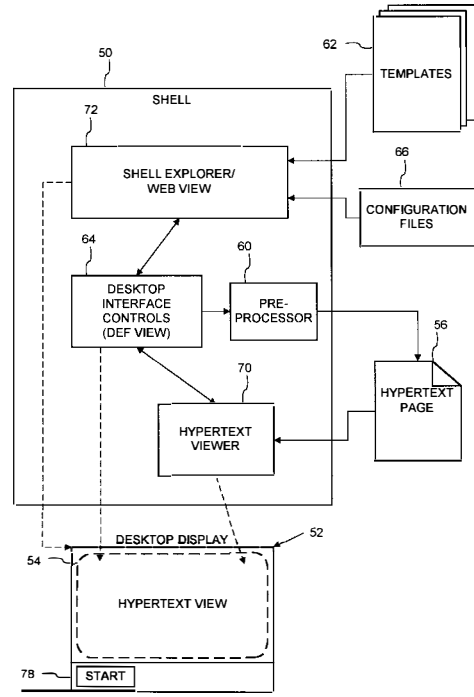 62
TEMPLATES
50
SHELL
72
SHELL EXPLORER/
WEB VIEW
66
CONFIGURATION
FILES
64
DESKTOP
INTERFACE
CONTROLS
(DEF VIEW)
60
PRE-
PROCESSOR
56
HYPERTEXT
PAGE
70
HYPERTEXT
VIEWER
DESKTOP DISPLAY
52
54
HYPERTEXT VIEW
78
START